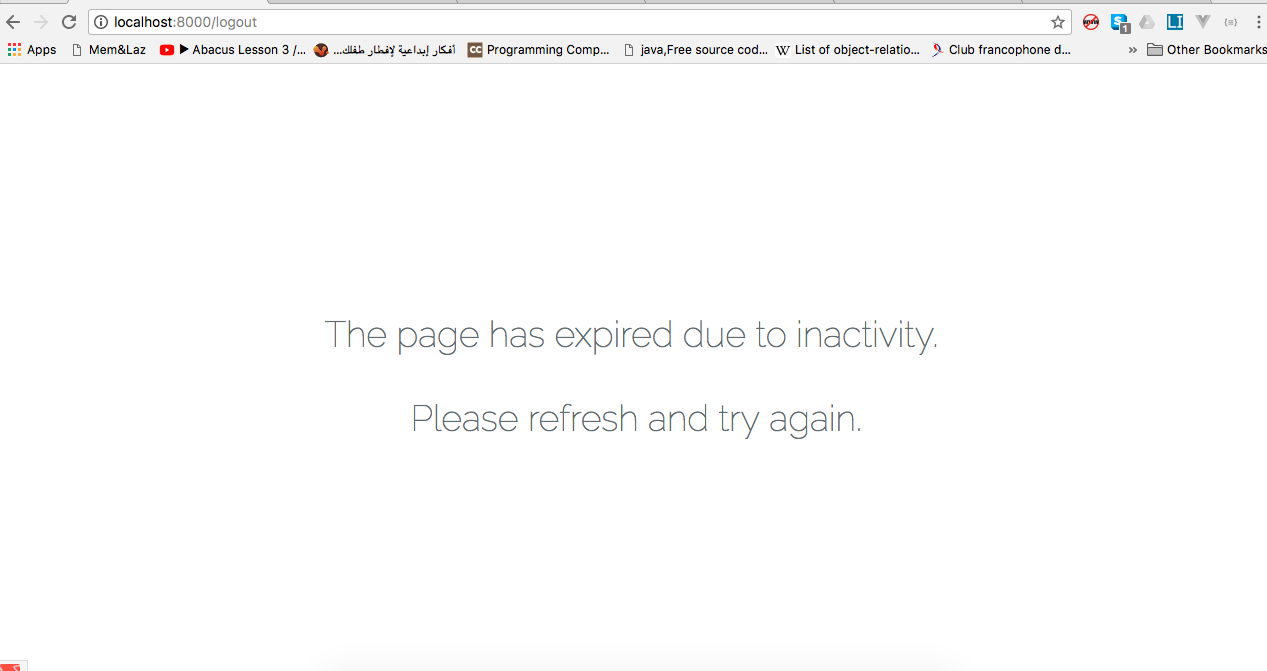 localhost:8000/logout
Apps Mem&Laz ▶ Abacus Lesson 3 /... أفكار إبداعية لإفطار طفلك... CC Programming Comp... java,Free source cod... W List of object-relatio... Club francophone d... » Other Bookmarks
The page has expired due to inactivity.
Please refresh and try again.